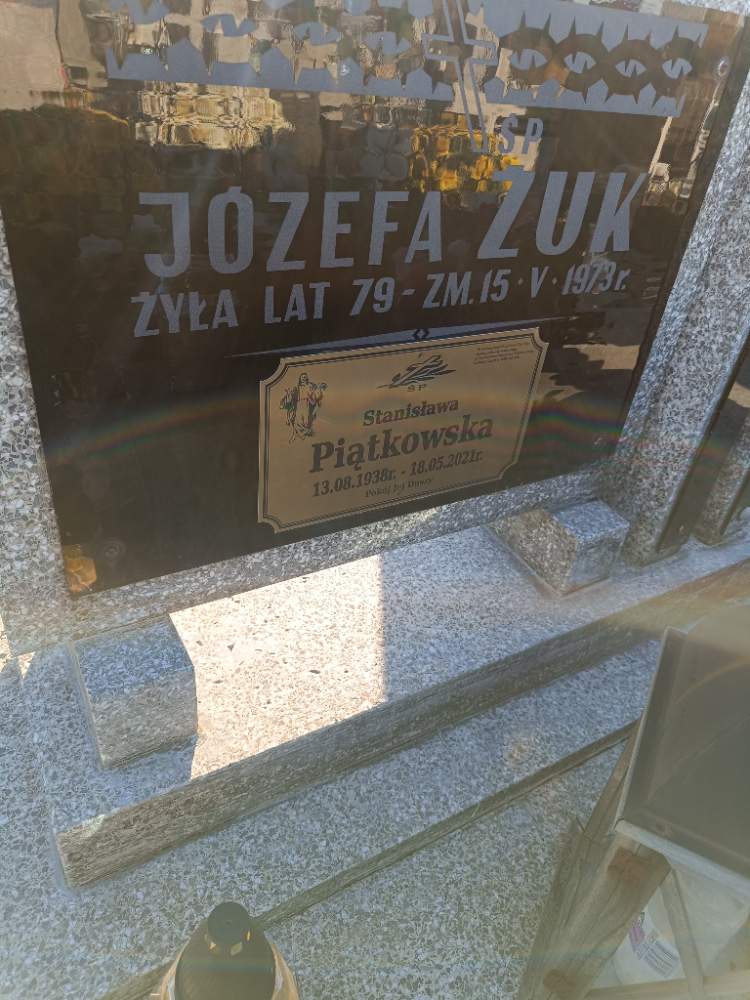 ŚP
JÓZEFA ŻUK
ŻYŁA LAT 79 - ZM. 15 · V · 1973 r.
ŚP
Stanisława
Piątkowska
13.08.1938r. - 18.05.2021r.
Pokój Jej Duszy